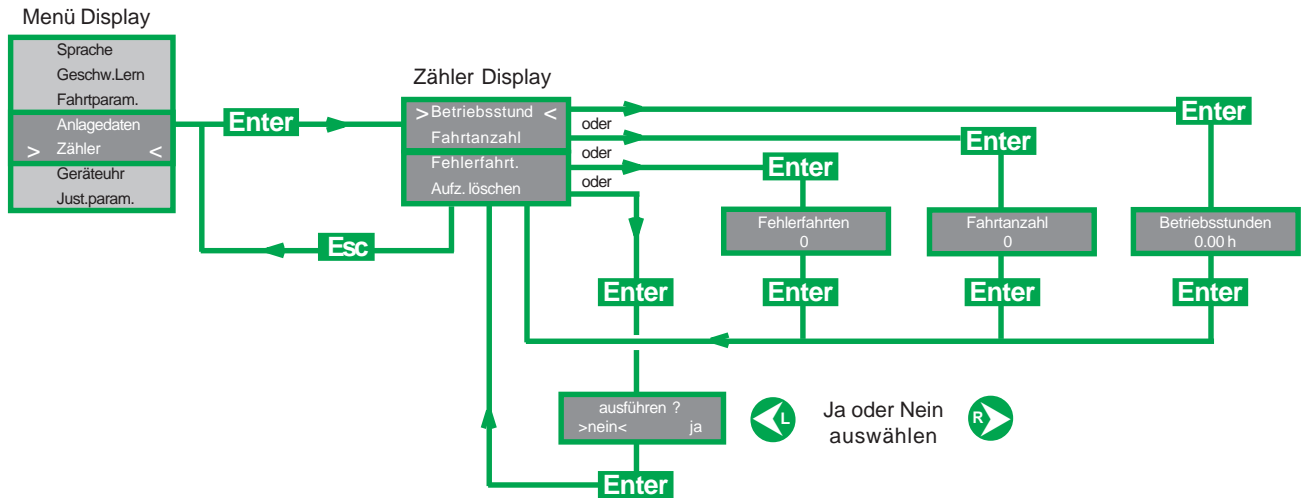 Menü Display
Sprache
Geschw.Lern
Fahrtparam.
Anlagedaten
> Zähler <
Geräteuhr
Just.param.
Enter
Esc
Zähler Display
>Betriebsstund <
Fahrtanzahl
Fehlerfahrt.
Aufz. löschen
oder
oder
oder
Enter
Enter
Enter
Fehlerfahrten
0
Fahrtanzahl
0
Betriebsstunden
0.00 h
Enter
Enter
Enter
Enter
ausführen ?
>nein< ja
Enter
L
Ja oder Nein
auswählen
R